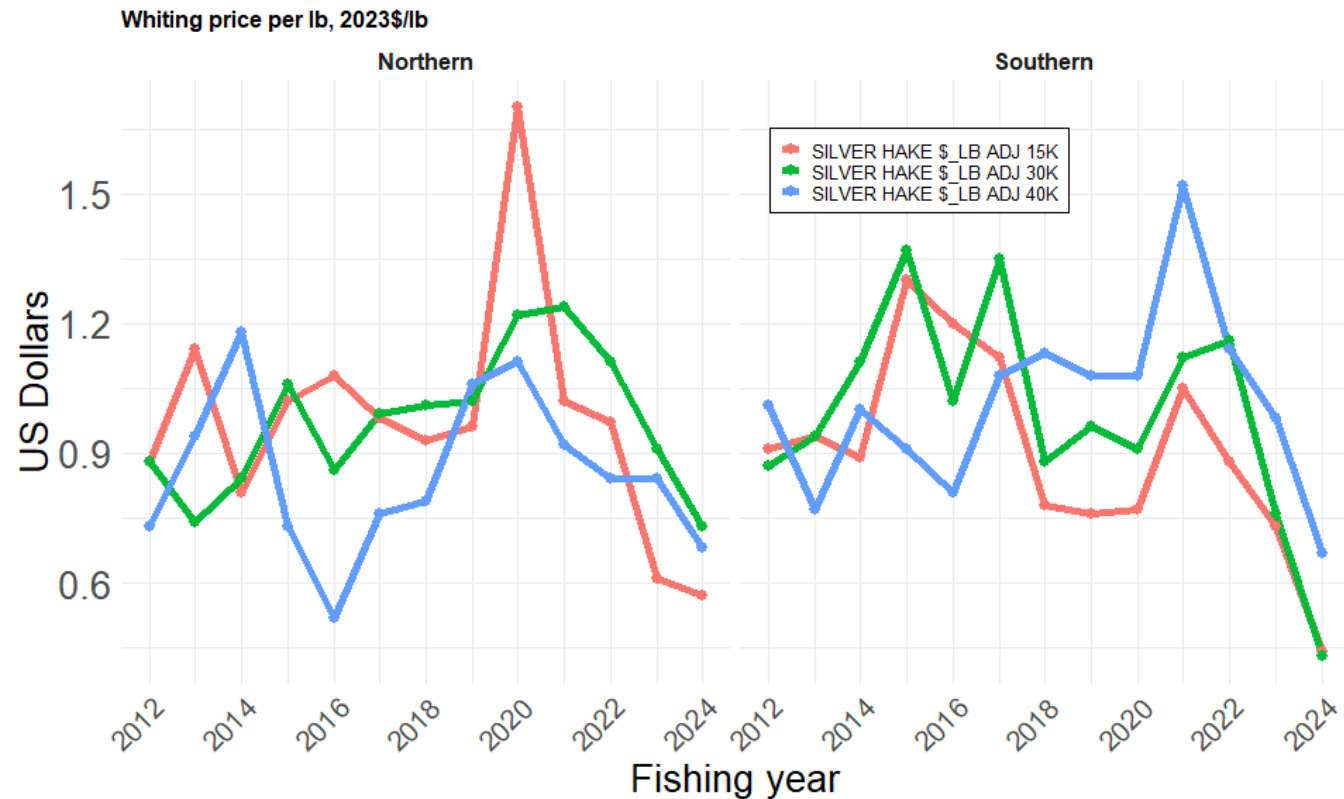 Whiting price per lb, 2023$/lb
Northern
Southern
SILVER HAKE $_LB ADJ 15K
SILVER HAKE $_LB ADJ 30K
SILVER HAKE $_LB ADJ 40K
US Dollars
1.5
1.2
0.9
0.6
2012 2014 2016 2018 2020 2022 2024
2012 2014 2016 2018 2020 2022 2024
Fishing year